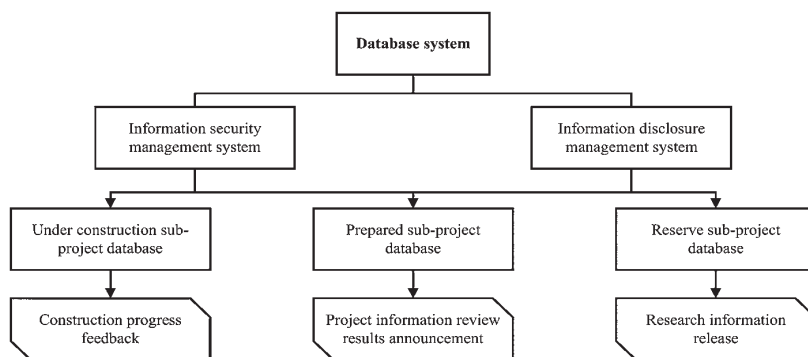 Database system
Information security
management system
Information disclosure
management system
Under construction sub-
project database
Prepared sub-project
database
Reserve sub-project
database
Construction progress
feedback
Project information review
results announcement
Research information
release